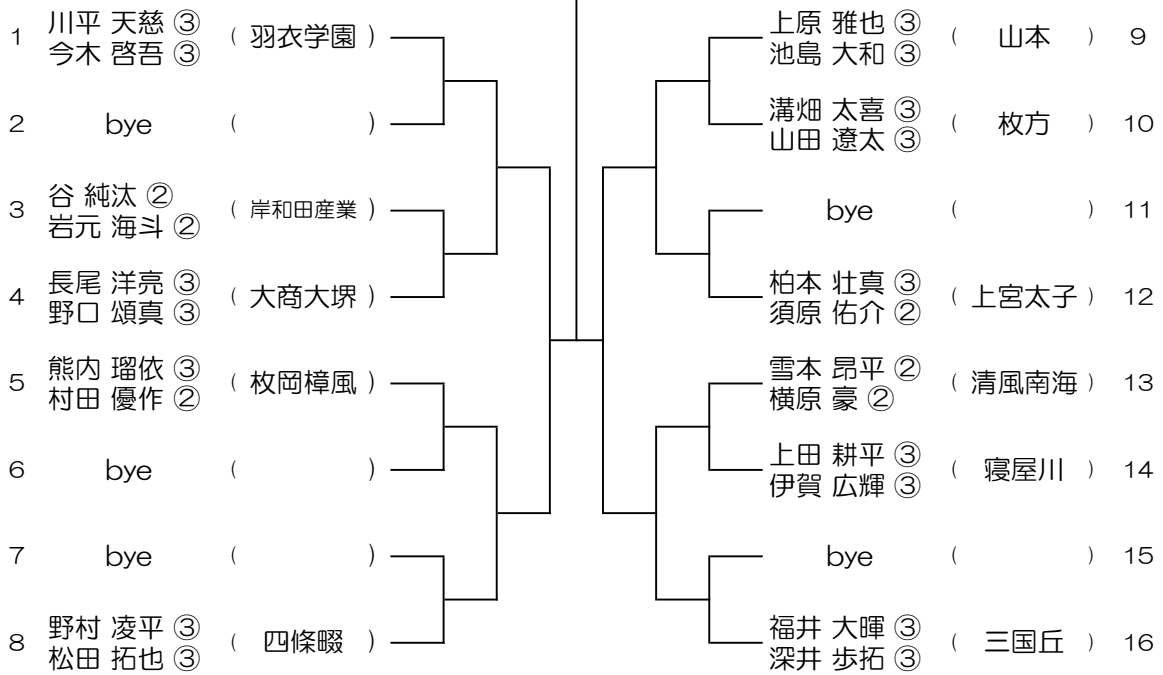 1 川平 天慈 ③ ( 羽衣学園 )
今木 啓吾 ③
2 bye ( )
3 谷 純汰 ② ( 岸和田産業 )
岩元 海斗 ②
4 長尾 洋亮 ③ ( 大商大堺 )
野口 頌真 ③
5 熊内 瑠依 ③ ( 枚岡樟風 )
村田 優作 ②
6 bye ( )
7 bye ( )
8 野村 凌平 ③ ( 四條畷 )
松田 拓也 ③
上原 雅也 ③ ( 山本 ) 9
池島 大和 ③
溝畑 太喜 ③ ( 枚方 ) 10
山田 遼太 ③
bye ( ) 11
柏本 壮真 ③ ( 上宮太子 ) 12
須原 佑介 ②
雪本 昂平 ② ( 清風南海 ) 13
横原 豪 ②
上田 耕平 ③ ( 寝屋川 ) 14
伊賀 広輝 ③
bye ( ) 15
福井 大暉 ③ ( 三国丘 ) 16
深井 歩拓 ③